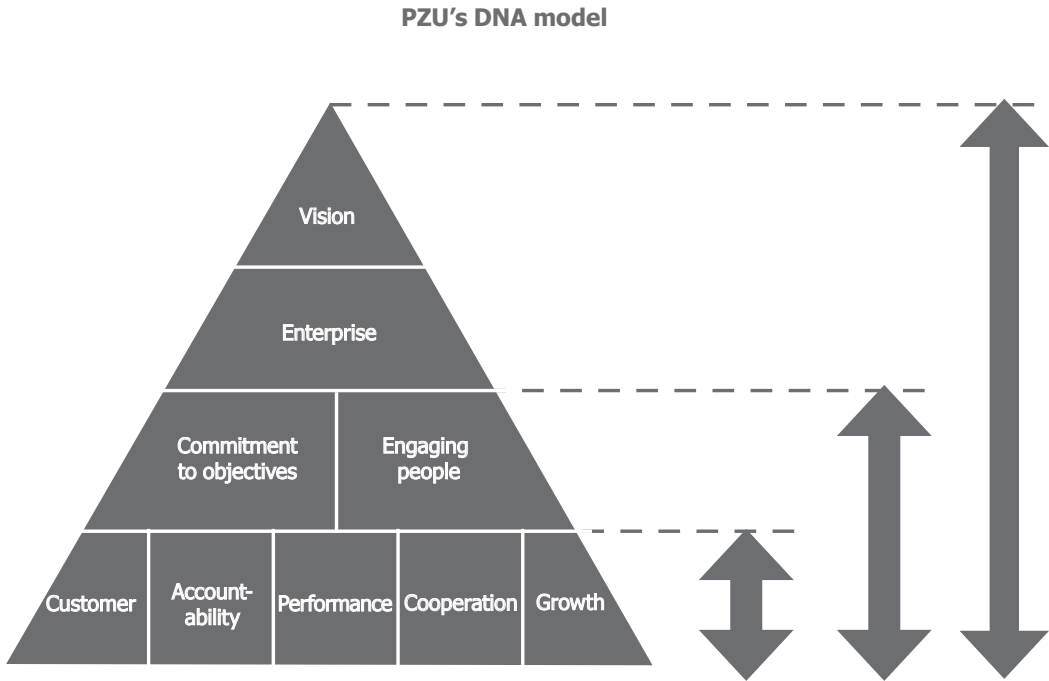 PZU’s DNA model
Vision
Enterprise
Commitment
to objectives
Engaging
people
Customer
Account-
ability
Performance
Cooperation
Growth